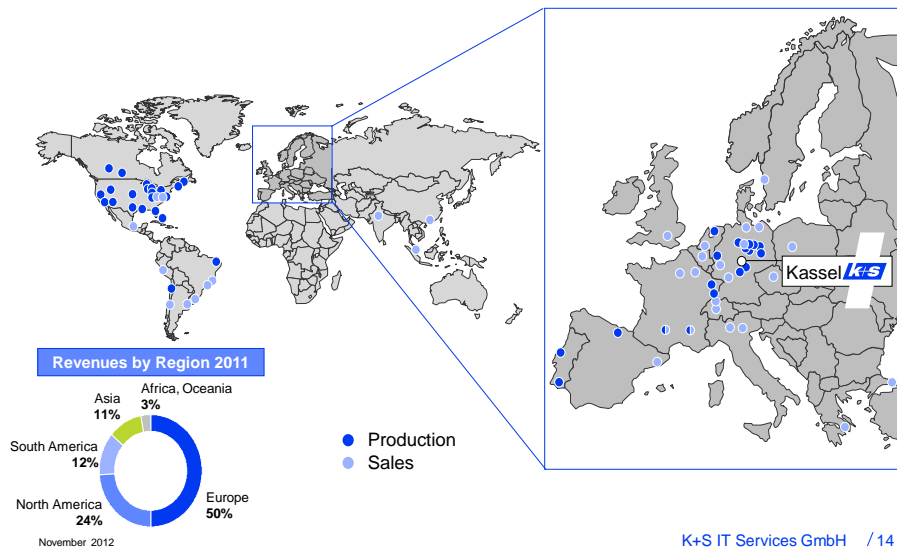 Kassel K+S
Revenues by Region 2011
Africa, Oceania
3%
Asia
11%
South America
12%
North America
24%
Europe
50%
Production
Sales
November 2012
K+S IT Services GmbH / 14